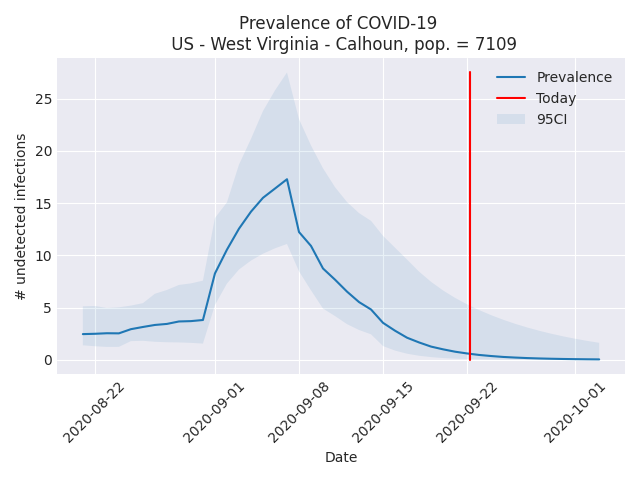 Prevalence of COVID-19
US - West Virginia - Calhoun, pop. = 7109
# undetected infections
25
20
15
10
5
0
Prevalence
Today
95CI
2020-08-22
2020-09-01
2020-09-08
2020-09-15
2020-09-22
2020-10-01
Date